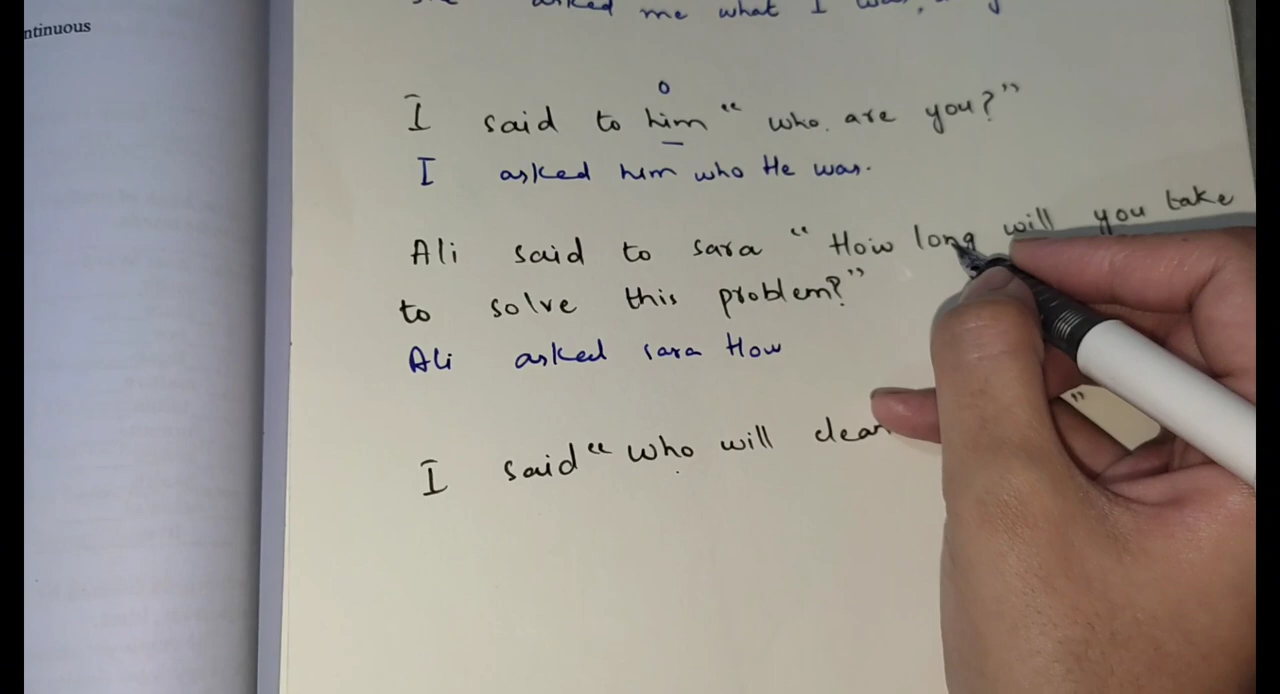 ntinuous
asked me what I was
o
I said to him “ who are you?”
I asked him who He was.
Ali said to sara “ How long will you take
to solve this problem?”
Ali asked sara How
I said “ who will clean ”